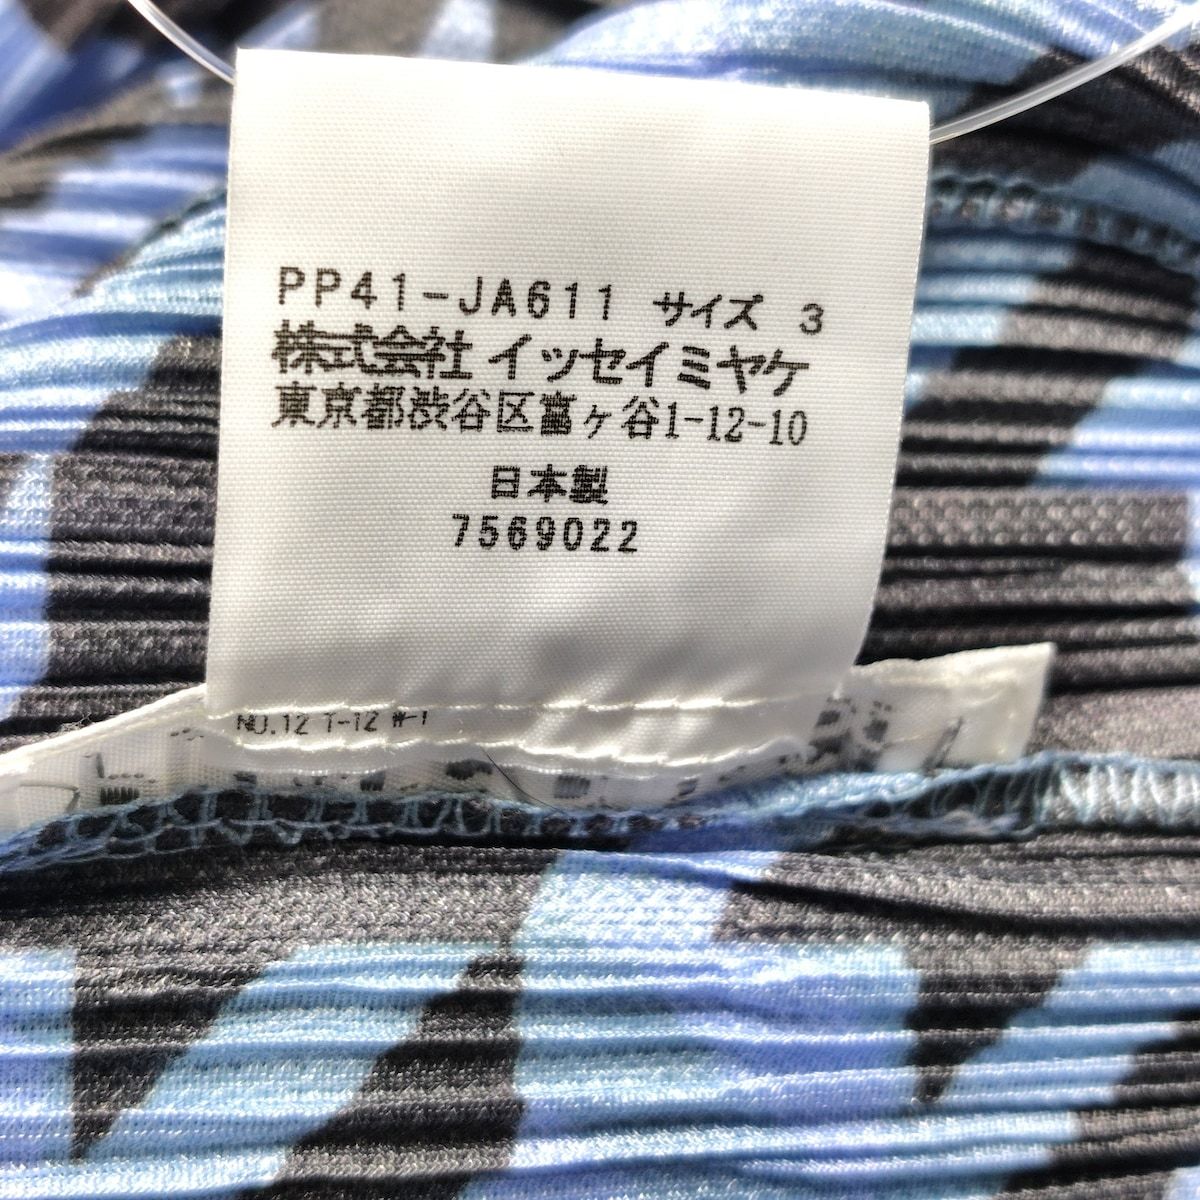 PP41-JA611 サイズ 3
株式会社 イッセイミヤケ
東京都渋谷区富ヶ谷1-12-10
日本製
7569022
NO.12 T-12 W-1